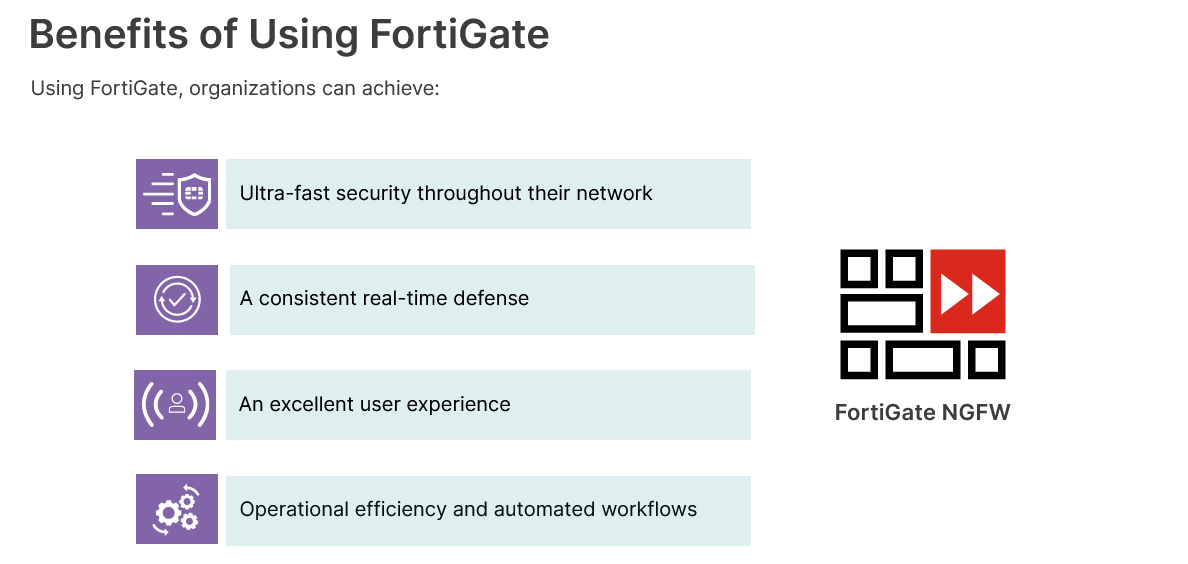 Benefits of Using FortiGate
Using FortiGate, organizations can achieve:
Ultra-fast security throughout their network
A consistent real-time defense
An excellent user experience
Operational efficiency and automated workflows
FortiGate NGFW